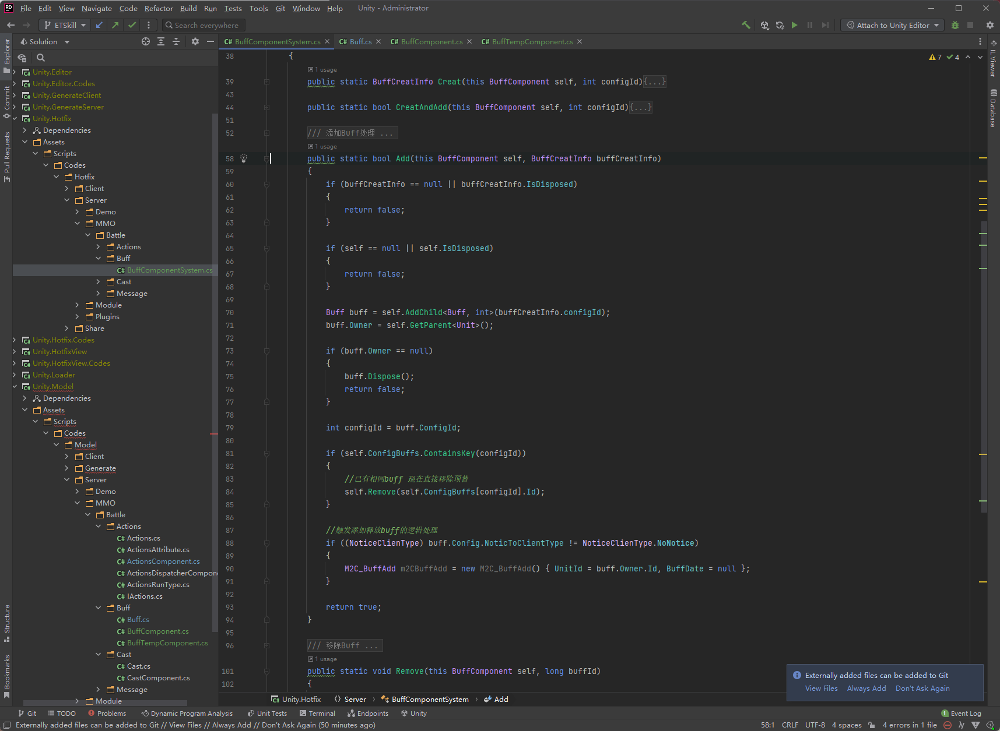 RD File Edit View Navigate Code Refactor Build Run Tests Tools Git Window Help Unity - Administrator
ETSkill Search everywhere Attach to Unity Editor
Solution
BuffComponentSystem.cs Buff.cs BuffComponent.cs BuffTempComponent.cs
Explorer
Commit
Pull Requests
Structure
Bookmarks
IL Viewer
Database
Unity.Editor
Unity.Editor.Codes
Unity.GenerateClient
Unity.GenerateServer
Unity.Hotfix
Dependencies
Assets
Scripts
Codes
Hotfix
Client
Server
Demo
MMO
Battle
Actions
Buff
C# BuffComponentSystem.cs
Cast
Message
Module
Plugins
Share
Unity.Hotfix.Codes
Unity.HotfixView
Unity.HotfixView.Codes
Unity.Loader
Unity.Model
Dependencies
Assets
Scripts
Codes
Model
Client
Generate
Server
Demo
MMO
Battle
Actions
C# Actions.cs
C# ActionsAttribute.cs
C# ActionsComponent.cs
C# ActionsDispatcherCompon
C# ActionsRunType.cs
C# IActions.cs
Buff
C# Buff.cs
C# BuffComponent.cs
C# BuffTempComponent.cs
Cast
C# Cast.cs
C# CastComponent.cs
Message
Module
7 4
38 {
1 usage
39 public static BuffCreatInfo Creat(this BuffComponent self, int configId){...}
43
44 public static bool CreatAndAdd(this BuffComponent self, int configId){...}
51
52 /// 添加Buff处理 ...
1 usage
58 public static bool Add(this BuffComponent self, BuffCreatInfo buffCreatInfo)
59 {
60 if (buffCreatInfo == null || buffCreatInfo.IsDisposed)
61 {
62 return false;
63 }
64
65 if (self == null || self.IsDisposed)
66 {
67 return false;
68 }
69
70 Buff buff = self.AddChild<Buff, int>(buffCreatInfo.configId);
71 buff.Owner = self.GetParent<Unit>();
72
73 if (buff.Owner == null)
74 {
75 buff.Dispose();
76 return false;
77 }
78
79 int configId = buff.ConfigId;
80
81 if (self.ConfigBuffs.ContainsKey(configId))
82 {
83 //已有相同buff 现在直接移除顶替
84 self.Remove(self.ConfigBuffs[configId].Id);
85 }
86
87 //触发添加释放buff的逻辑处理
88 if ((NoticeClienType) buff.Config.NoticToClientType != NoticeClienType.NoNotice)
89 {
90 M2C_BuffAdd m2CBuffAdd = new M2C_BuffAdd() { UnitId = buff.Owner.Id, BuffDate = null };
91 }
92
93 return true;
94 }
95
96 /// 移除Buff ...
1 usage
101 public static void Remove(this BuffComponent self, long buffId)
102 {
Externally added files can be added to Git
View Files Always Add Don't Ask Again
Unity.Hotfix Server BuffComponentSystem Add
Git TODO Problems Dynamic Program Analysis Unit Tests Terminal Endpoints Unity 1 Event Log
Externally added files can be added to Git // View Files // Always Add // Don't Ask Again (50 minutes ago) 58:1 CRLF UTF-8 4 spaces 4 errors in 1 file